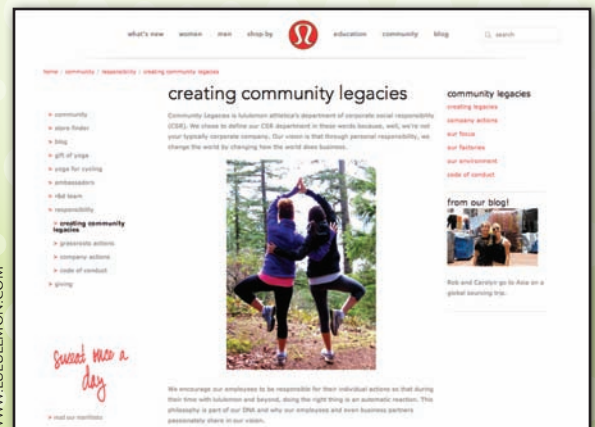 what's new women men shop by education community blog search
home / community / responsibility / creating community legacies
creating community legacies
Community Legacies is lululemon athletica's department of corporate social responsibility
(CSR). We chose to define our CSR department in these words because, well, we're not
your typically corporate company. Our vision is that through personal responsibility, we
change the world by changing how the world does business.
community
store finder
blog
gift of yoga
yoga for cycling
ambassadors
r&d team
responsibility
creating community
legacies
grassroots actions
company actions
code of conduct
giving
community legacies
creating legacies
company actions
our focus
our factories
our environment
code of conduct
from our blog!
Rob and Carolyn go to Asia on a
global sourcing trip.
sweat once a
day
read our manifesto
We encourage our employees to be responsible for their individual actions so that during
their time with lululemon and beyond, doing the right thing is an automatic reaction. This
philosophy is part of our DNA and why our employees and even business partners
passionately share in our vision.
WWW.LULULEMON.COM